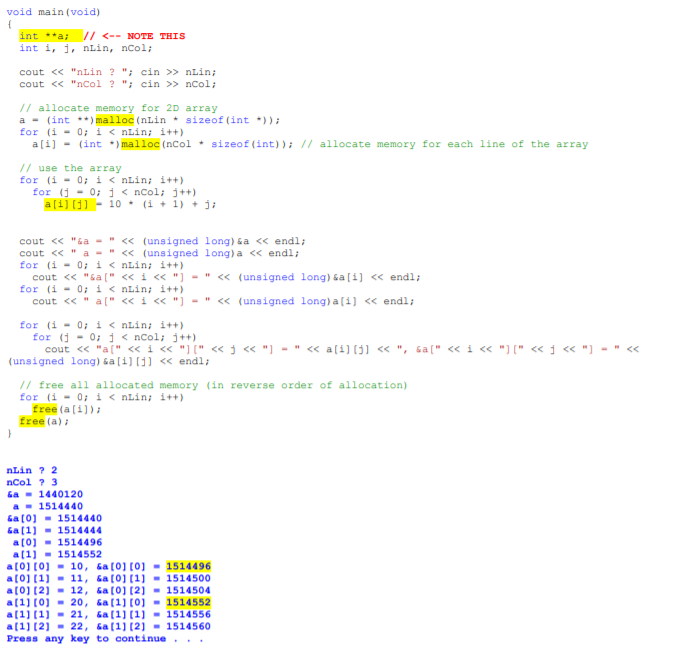 void main(void)
{
int **a; // <-- NOTE THIS
int i, j, nLin, nCol;
cout << "nLin ? "; cin >> nLin;
cout << "nCol ? "; cin >> nCol;
// allocate memory for 2D array
a = (int **)malloc(nLin * sizeof(int *));
for (i = 0; i < nLin; i++)
a[i] = (int *)malloc(nCol * sizeof(int)); // allocate memory for each line of the array
// use the array
for (i = 0; i < nLin; i++)
for (j = 0; j < nCol; j++)
a[i][j] = 10 * (i + 1) + j;
cout << "&a = " << (unsigned long)&a << endl;
cout << " a = " << (unsigned long)a << endl;
for (i = 0; i < nLin; i++)
cout << "&a[" << i << "] = " << (unsigned long)&a[i] << endl;
for (i = 0; i < nLin; i++)
cout << " a[" << i << "] = " << (unsigned long)a[i] << endl;
for (i = 0; i < nLin; i++)
for (j = 0; j < nCol; j++)
cout << "a[" << i << "][" << j << "] = " << a[i][j] << ", &a[" << i << "][" << j << "] = " <<
(unsigned long)&a[i][j] << endl;
// free all allocated memory (in reverse order of allocation)
for (i = 0; i < nLin; i++)
free(a[i]);
free(a);
}
nLin ? 2
nCol ? 3
&a = 1440120
a = 1514440
&a[0] = 1514440
&a[1] = 1514444
a[0] = 1514496
a[1] = 1514552
a[0][0] = 10, &a[0][0] = 1514496
a[0][1] = 11, &a[0][1] = 1514500
a[0][2] = 12, &a[0][2] = 1514504
a[1][0] = 20, &a[1][0] = 1514552
a[1][1] = 21, &a[1][1] = 1514556
a[1][2] = 22, &a[1][2] = 1514560
Press any key to continue . . .